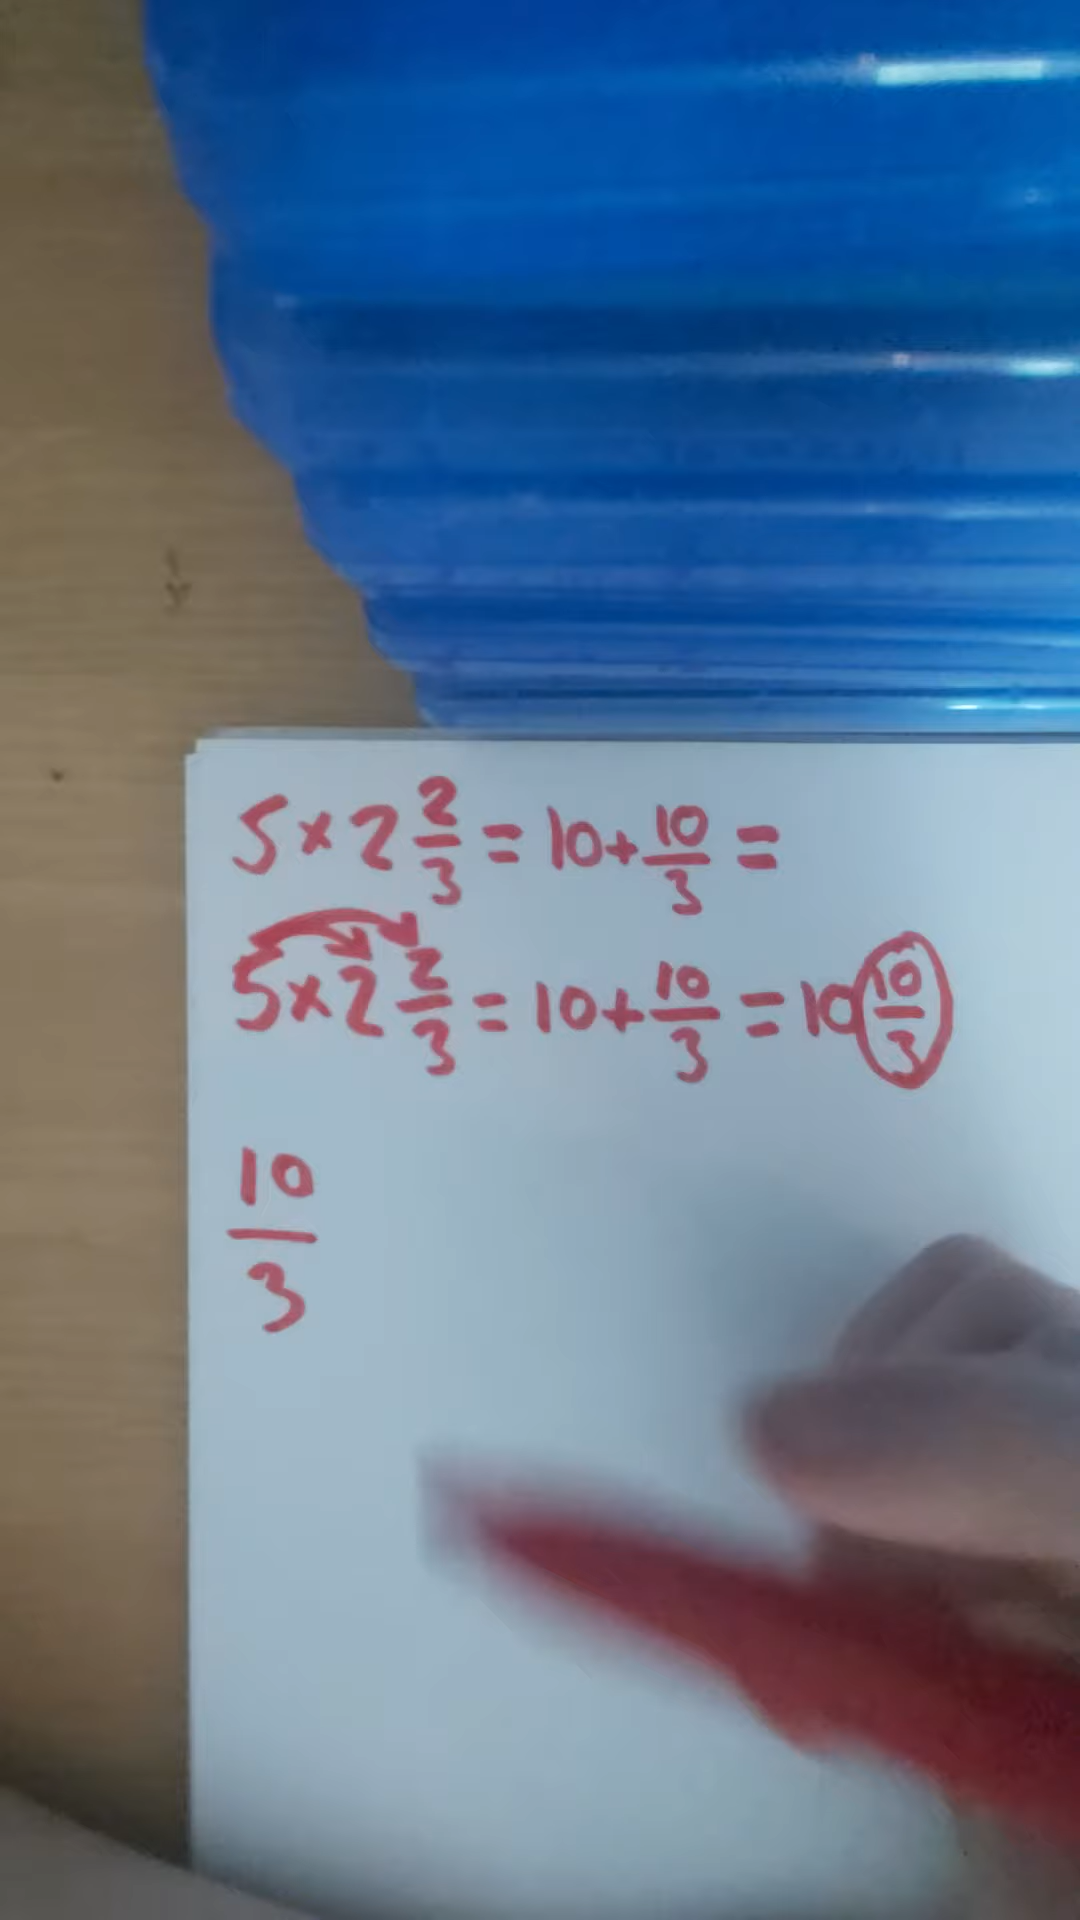 5 × 2 2/3 = 10 + 10/3 =
5 × 2 2/3 = 10 + 10/3 = 10 10/3
10/3